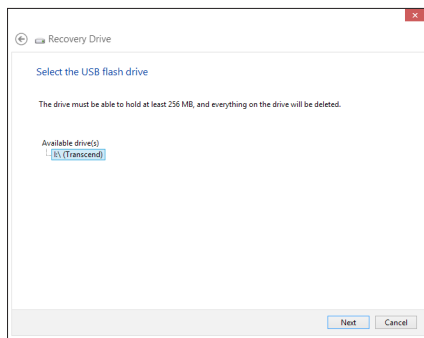 Recovery Drive
Select the USB flash drive
The drive must be able to hold at least 256 MB, and everything on the drive will be deleted.
Available drive(s)
I:\ (Transcend)
Next Cancel